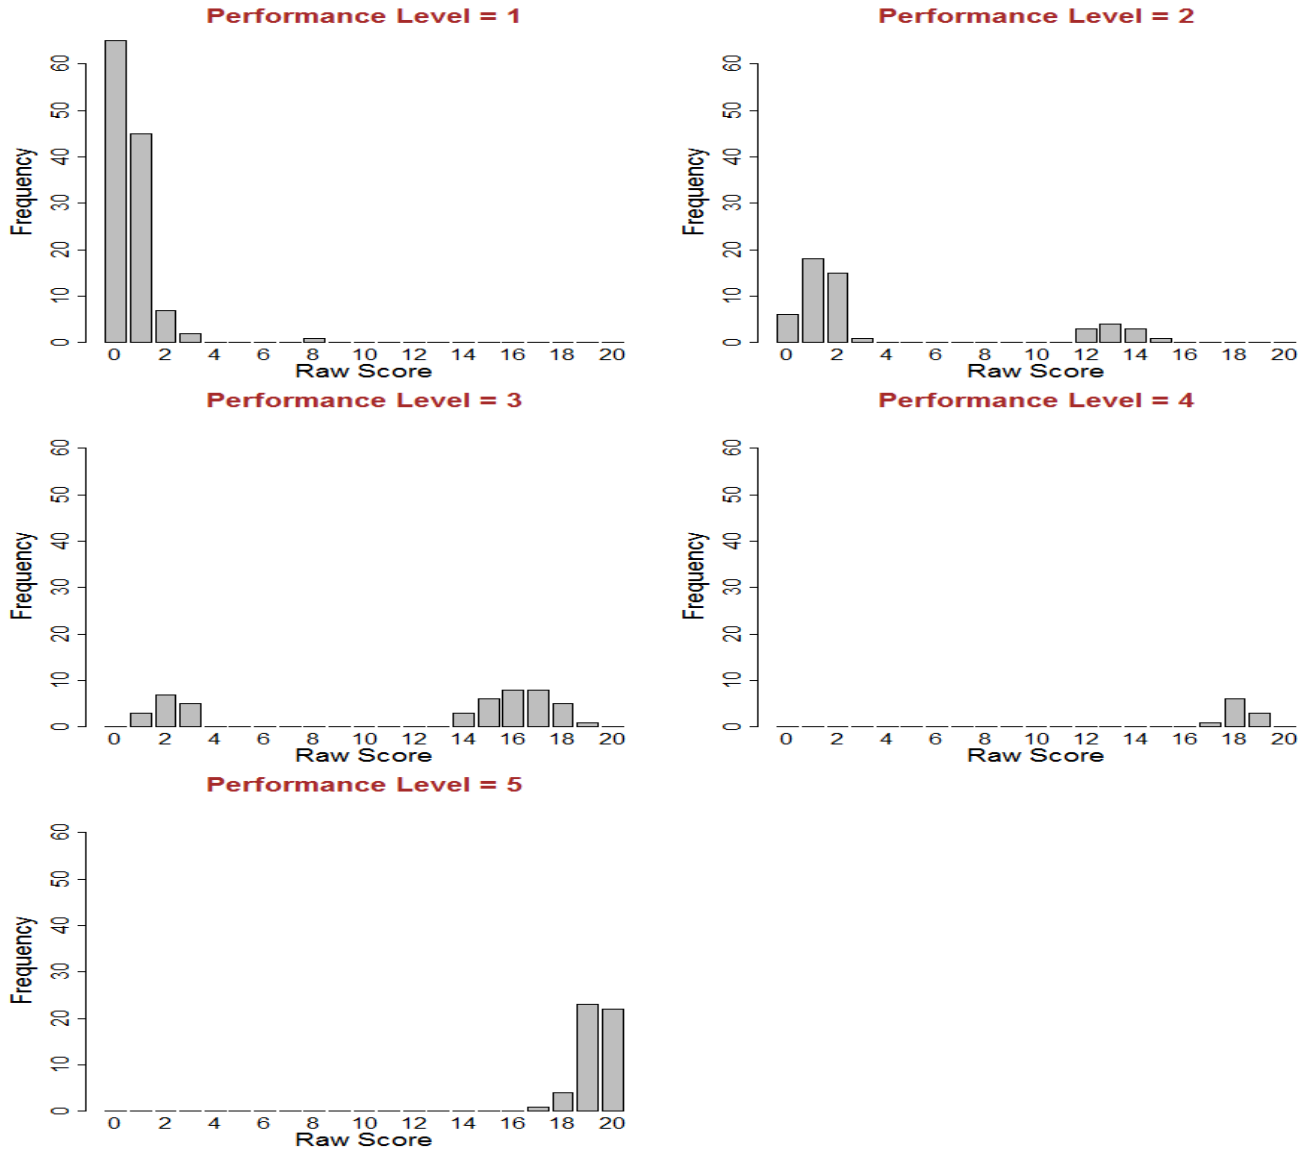 Performance Level = 1
Frequency
0 10 20 30 40 50 60
0 2 4 6 8 10 12 14 16 18 20
Raw Score
Performance Level = 2
Frequency
0 10 20 30 40 50 60
0 2 4 6 8 10 12 14 16 18 20
Raw Score
Performance Level = 3
Frequency
0 10 20 30 40 50 60
0 2 4 6 8 10 12 14 16 18 20
Raw Score
Performance Level = 4
Frequency
0 10 20 30 40 50 60
0 2 4 6 8 10 12 14 16 18 20
Raw Score
Performance Level = 5
Frequency
0 10 20 30 40 50 60
0 2 4 6 8 10 12 14 16 18 20
Raw Score